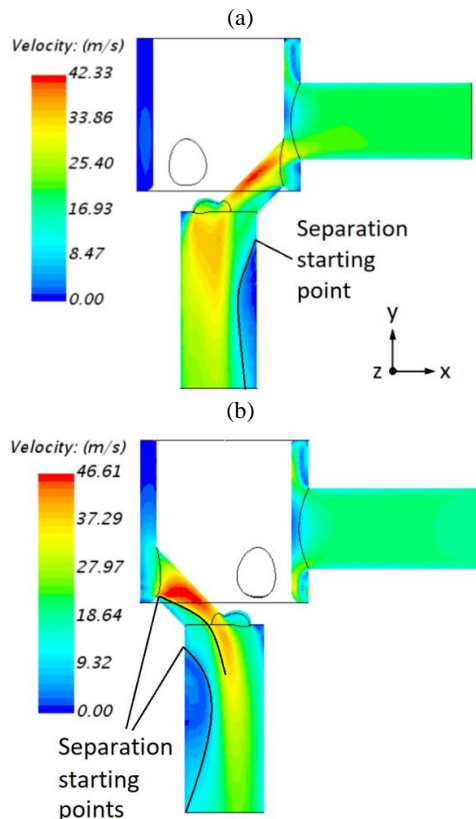 (a)
Velocity: (m/s)
42.33
33.86
25.40
16.93
8.47
0.00
Separation
starting
point
y
z
x
(b)
Velocity: (m/s)
46.61
37.29
27.97
18.64
9.32
0.00
Separation
starting
points